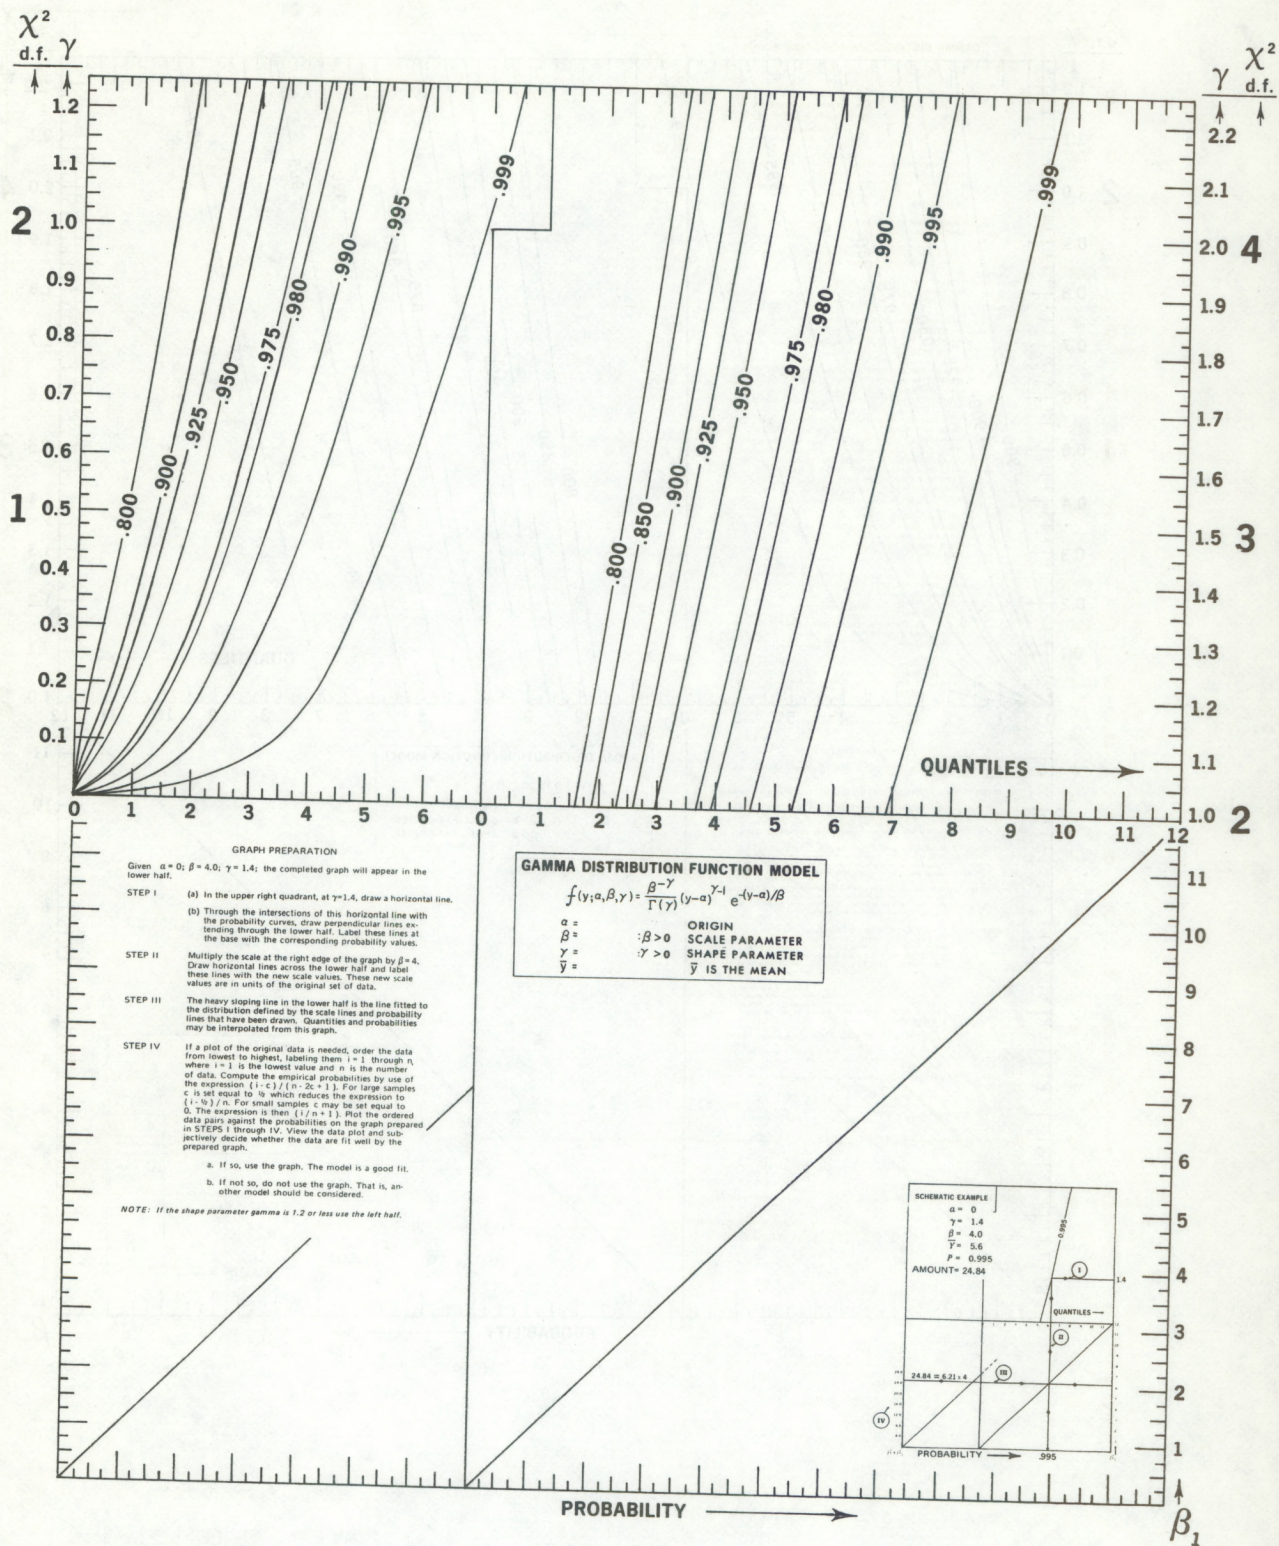 χ²
d.f. γ
1.2
1.1
2 1.0
0.9
0.8
0.7
0.6
1 0.5
0.4
0.3
0.2
0.1
.800
.900
.925
.950
.975
.980
.990
.995
.999
.800
.850
.900
.925
.950
.975
.980
.990
.995
.999
γ χ²
d.f.
2.2
2.1
2.0 4
1.9
1.8
1.7
1.6
1.5 3
1.4
1.3
1.2
1.1
1.0 2
QUANTILES
0 1 2 3 4 5 6 0 1 2 3 4 5 6 7 8 9 10 11 12
GRAPH PREPARATION
Given α = 0; β = 4.0; γ = 1.4; the completed graph will appear in the
lower half.
STEP I (a) In the upper right quadrant, at γ=1.4, draw a horizontal line.
(b) Through the intersections of this horizontal line with
the probability curves, draw perpendicular lines ex-
tending through the lower half. Label these lines at
the base with the corresponding probability values.
STEP II Multiply the scale at the right edge of the graph by β = 4.
Draw horizontal lines across the lower half and label
these lines with the new scale values. These new scale
values are in units of the original set of data.
STEP III The heavy sloping line in the lower half is the line fitted to
the distribution defined by the scale lines and probability
lines that have been drawn. Quantities and probabilities
may be interpolated from this graph.
STEP IV If a plot of the original data is needed, order the data
from lowest to highest, labeling them i = 1 through n,
where i = 1 is the lowest value and n is the number
of data. Compute the empirical probabilities by use of
the expression (i - c) / (n - 2c + 1). For large samples
c is set equal to ½ which reduces the expression to
(i - ½) / n. For small samples c may be set equal to
0. The expression is then (i / n + 1). Plot the ordered
data pairs against the probabilities on the graph prepared
in STEPS I through IV. View the data plot and sub-
jectively decide whether the data are fit well by the
prepared graph.
a. If so, use the graph. The model is a good fit.
b. If not so, do not use the graph. That is, an-
other model should be considered.
NOTE: If the shape parameter gamma is 1.2 or less use the left half.
GAMMA DISTRIBUTION FUNCTION MODEL
f(y;α,β,γ) = β^-γ/Γ(γ) (y-α)^γ-1 e^-(y-α)/β
α = ORIGIN
β = :β>0 SCALE PARAMETER
γ = :γ>0 SHAPE PARAMETER
ȳ = ȳ IS THE MEAN
11
10
9
8
7
6
5
4
3
2
1
β₁
SCHEMATIC EXAMPLE
α = 0
γ = 1.4
β = 4.0
Ȳ = 5.6
P = 0.995
AMOUNT= 24.84
0.995
I
1.4
QUANTILES
II
24.84 = 6.21 x 4
III
IV
PROBABILITY .995
PROBABILITY